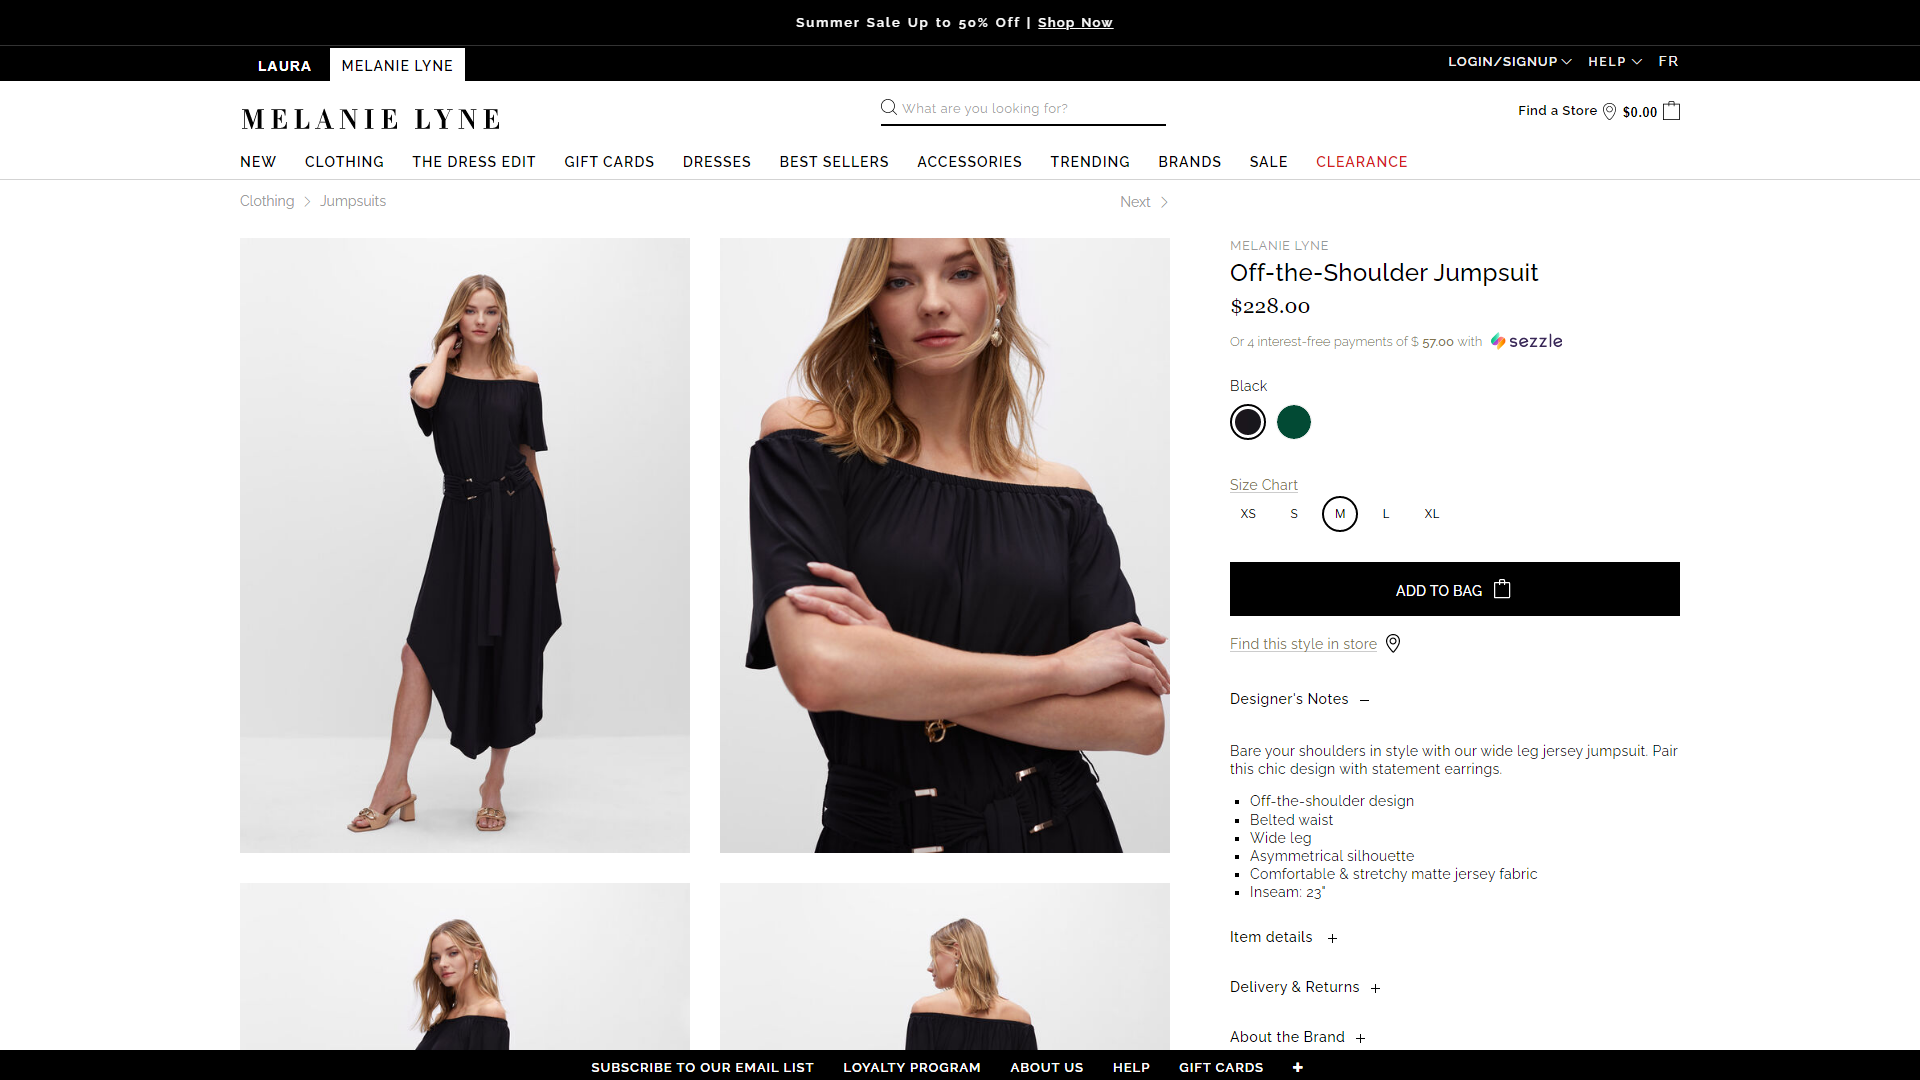 Summer Sale Up to 50% Off | Shop Now
LAURA
MELANIE LYNE
LOGIN/SIGNUP
HELP
FR
MELANIE LYNE
What are you looking for?
Find a Store
$0.00
NEW
CLOTHING
THE DRESS EDIT
GIFT CARDS
DRESSES
BEST SELLERS
ACCESSORIES
TRENDING
BRANDS
SALE
CLEARANCE
Clothing
Jumpsuits
Next
MELANIE LYNE
Off-the-Shoulder Jumpsuit
$228.00
Or 4 interest-free payments of $ 57.00 with sezzle
Black
Size Chart
XS
S
M
L
XL
ADD TO BAG
Find this style in store
Designer's Notes
Bare your shoulders in style with our wide leg jersey jumpsuit. Pair
this chic design with statement earrings.
Off-the-shoulder design
Belted waist
Wide leg
Asymmetrical silhouette
Comfortable & stretchy matte jersey fabric
Inseam: 23"
Item details +
Delivery & Returns +
About the Brand +
SUBSCRIBE TO OUR EMAIL LIST
LOYALTY PROGRAM
ABOUT US
HELP
GIFT CARDS
+